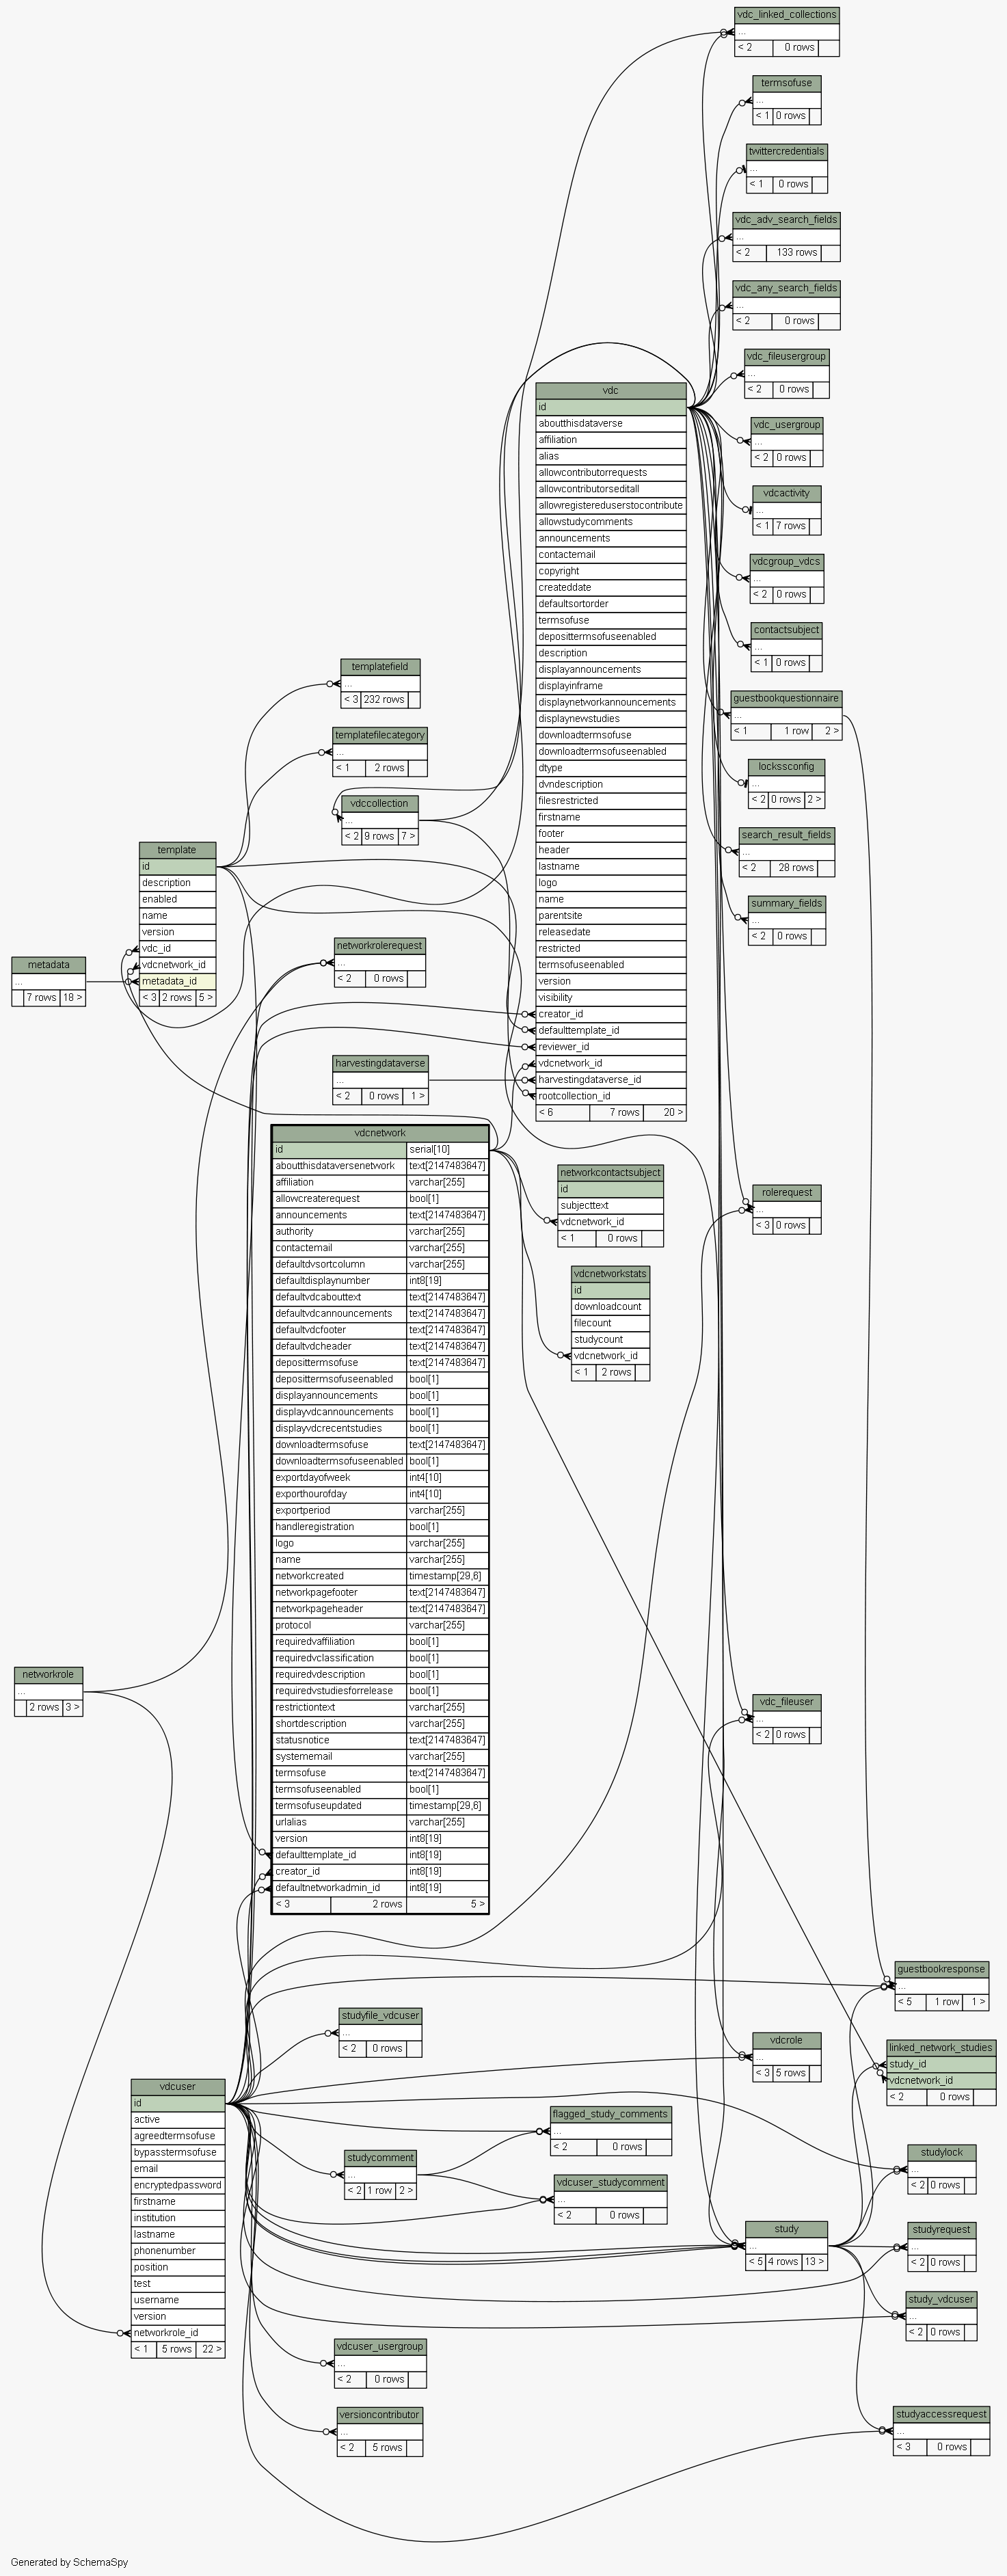 vdc_linked_collections
...
< 2 0 rows
termsofuse
...
< 1 0 rows
twittercredentials
...
< 1 0 rows
vdc_adv_search_fields
...
< 2 133 rows
vdc_any_search_fields
...
< 2 0 rows
vdc_fileusergroup
...
< 2 0 rows
vdc_usergroup
...
< 2 0 rows
vdcactivity
...
< 1 7 rows
vdcgroup_vdcs
...
< 2 0 rows
contactsubject
...
< 1 0 rows
guestbookquestionnaire
...
< 1 1 row 2 >
lockssconfig
...
< 2 0 rows 2 >
search_result_fields
...
< 2 28 rows
summary_fields
...
< 2 0 rows
vdc
id
aboutthisdataverse
affiliation
alias
allowcontributorrequests
allowcontributorseditall
allowregistereduserstocontribute
allowstudycomments
announcements
contactemail
copyright
createddate
defaultsortorder
termsofuse
deposittermsofuseenabled
description
displayannouncements
displayinframe
displaynetworkannouncements
displaynewstudies
downloadtermsofuse
downloadtermsofuseenabled
dtype
dvndescription
filesrestricted
firstname
footer
header
lastname
logo
name
parentsite
releasedate
restricted
termsofuseenabled
version
visibility
creator_id
defaulttemplate_id
reviewer_id
vdcnetwork_id
harvestingdataverse_id
rootcollection_id
< 6 7 rows 20 >
templatefield
...
< 3 232 rows
templatefilecategory
...
< 1 2 rows
vdccollection
...
< 2 9 rows 7 >
template
id
description
enabled
name
version
vdc_id
vdcnetwork_id
metadata_id
< 3 2 rows 5 >
metadata
...
7 rows 18 >
networkrolerequest
...
< 2 0 rows
harvestingdataverse
...
< 2 0 rows 1 >
vdcnetwork
id serial[10]
aboutthisdataversenetwork text[2147483647]
affiliation varchar[255]
allowcreaterequest bool[1]
announcements text[2147483647]
authority varchar[255]
contactemail varchar[255]
defaultdvsortcolumn varchar[255]
defaultdisplaynumber int8[19]
defaultvdcabouttext text[2147483647]
defaultvdcannouncements text[2147483647]
defaultvdcfooter text[2147483647]
defaultvdcheader text[2147483647]
deposittermsofuse text[2147483647]
deposittermsofuseenabled bool[1]
displayannouncements bool[1]
displayvdcannouncements bool[1]
displayvdcrecentstudies bool[1]
downloadtermsofuse text[2147483647]
downloadtermsofuseenabled bool[1]
exportdayofweek int4[10]
exporthourofday int4[10]
exportperiod varchar[255]
handleregistration bool[1]
logo varchar[255]
name varchar[255]
networkcreated timestamp[29,6]
networkpagefooter text[2147483647]
networkpageheader text[2147483647]
protocol varchar[255]
requiredvaffiliation bool[1]
requiredvclassification bool[1]
requiredvdescription bool[1]
requiredvstudiesforrelease bool[1]
restrictiontext varchar[255]
shortdescription varchar[255]
statusnotice text[2147483647]
systememail varchar[255]
termsofuse text[2147483647]
termsofuseenabled bool[1]
termsofuseupdated timestamp[29,6]
urlalias varchar[255]
version int8[19]
defaulttemplate_id int8[19]
creator_id int8[19]
defaultnetworkadmin_id int8[19]
< 3 2 rows 5 >
networkcontactsubject
id
subjecttext
vdcnetwork_id
< 1 0 rows
vdcnetworkstats
id
downloadcount
filecount
studycount
vdcnetwork_id
< 1 2 rows
rolerequest
...
< 3 0 rows
networkrole
...
2 rows 3 >
vdc_fileuser
...
< 2 0 rows
guestbookresponse
...
< 5 1 row 1 >
studyfile_vdcuser
...
< 2 0 rows
vdcrole
...
< 3 5 rows
linked_network_studies
study_id
vdcnetwork_id
< 2 0 rows
vdcuser
id
active
agreedtermsofuse
bypasstermsofuse
email
encryptedpassword
firstname
institution
lastname
phonenumber
position
test
username
version
networkrole_id
< 1 5 rows 22 >
flagged_study_comments
...
< 2 0 rows
studycomment
...
< 2 1 row 2 >
vdcuser_studycomment
...
< 2 0 rows
studylock
...
< 2 0 rows
study
...
< 5 4 rows 13 >
studyrequest
...
< 2 0 rows
study_vdcuser
...
< 2 0 rows
vdcuser_usergroup
...
< 2 0 rows
versioncontributor
...
< 2 5 rows
studyaccessrequest
...
< 3 0 rows
Generated by SchemaSpy